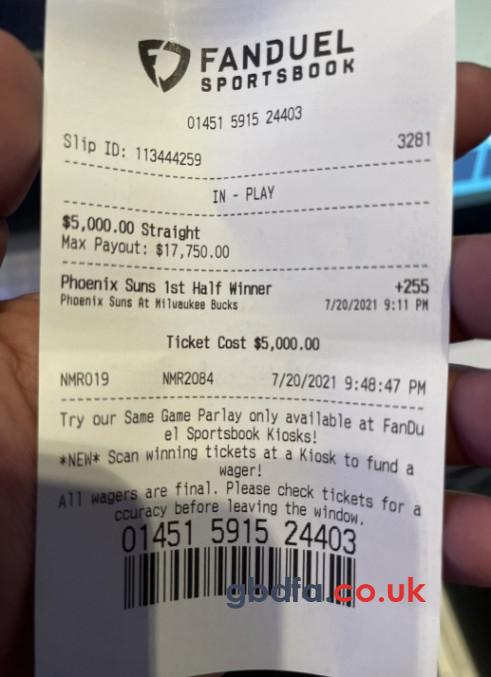 FANDUEL
SPORTSBOOK
01451 5915 24403
Slip ID: 113444259 3281
IN - PLAY
$5,000.00 Straight
Max Payout: $17,750.00
Phoenix Suns 1st Half Winner +255
Phoenix Suns At Milwaukee Bucks 7/20/2021 9:11 PM
Ticket Cost $5,000.00
NMR019 NMR2084 7/20/2021 9:48:47 PM
Try our Same Game Parlay only available at FanDu
el Sportsbook Kiosks!
*NEW* Scan winning tickets at a Kiosk to fund a
wager!
All wagers are final. Please check tickets for a
ccuracy before leaving the window.
01451 5915 24403
gbdfa.co.uk